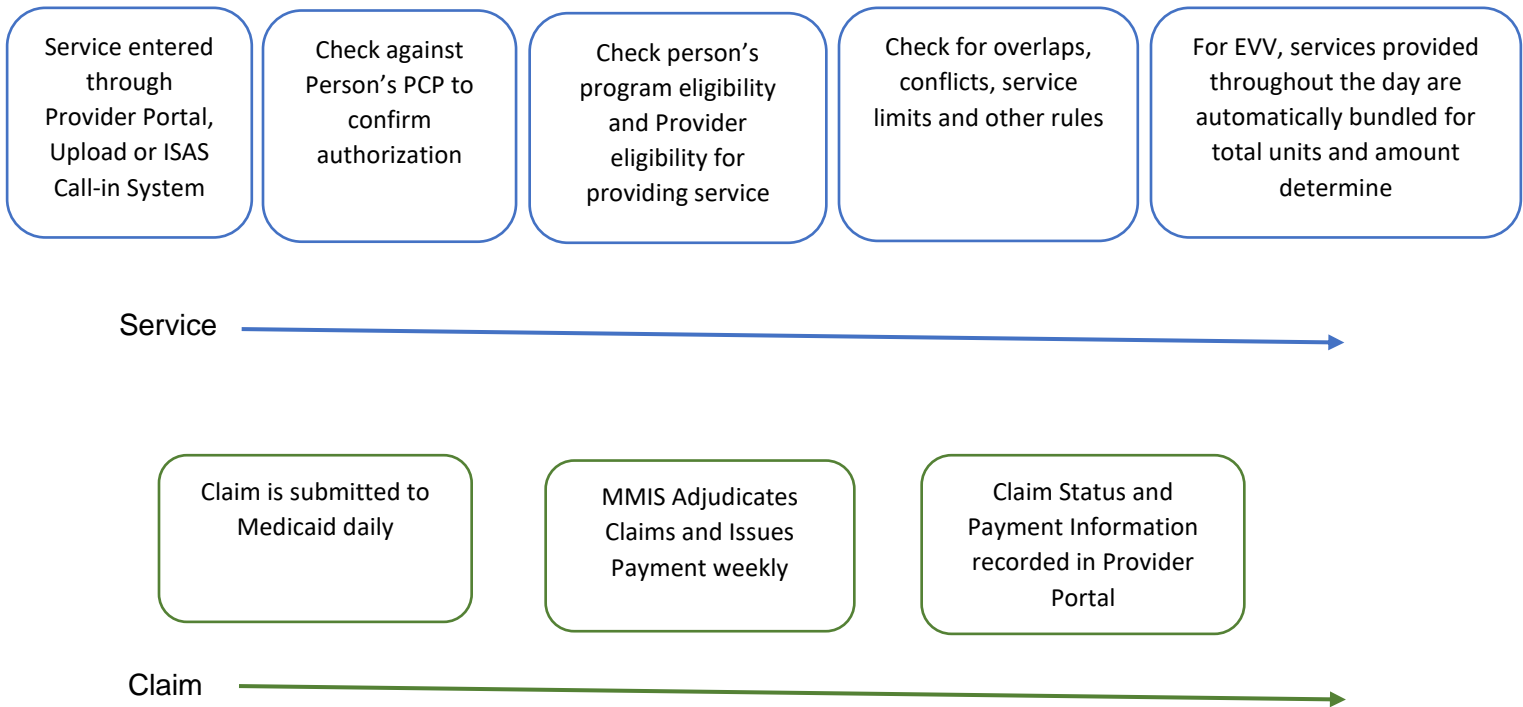 Service entered
through
Provider Portal,
Upload or ISAS
Call-in System
Check against
Person’s PCP to
confirm
authorization
Check person’s
program eligibility
and Provider
eligibility for
providing service
Check for overlaps,
conflicts, service
limits and other rules
For EVV, services provided
throughout the day are
automatically bundled for
total units and amount
determine
Service
Claim is submitted to
Medicaid daily
MMIS Adjudicates
Claims and Issues
Payment weekly
Claim Status and
Payment Information
recorded in Provider
Portal
Claim